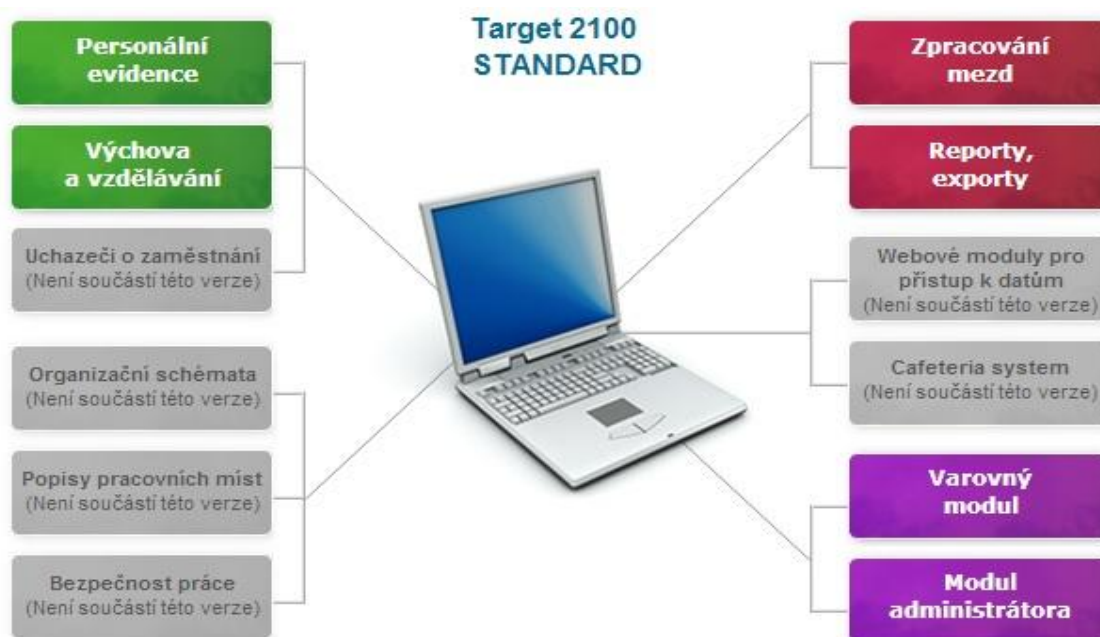 Target 2100
STANDARD
Personální
evidence
Výchova
a vzdělávání
Uchazeči o zaměstnání
(Není součástí této verze)
Organizační schémata
(Není součástí této verze)
Popisy pracovních míst
(Není součástí této verze)
Bezpečnost práce
(Není součástí této verze)
Zpracování
mezd
Reporty,
exporty
Webové moduly pro
přístup k datům
(Není součástí této verze)
Cafeteria system
(Není součástí této verze)
Varovný
modul
Modul
administrátora